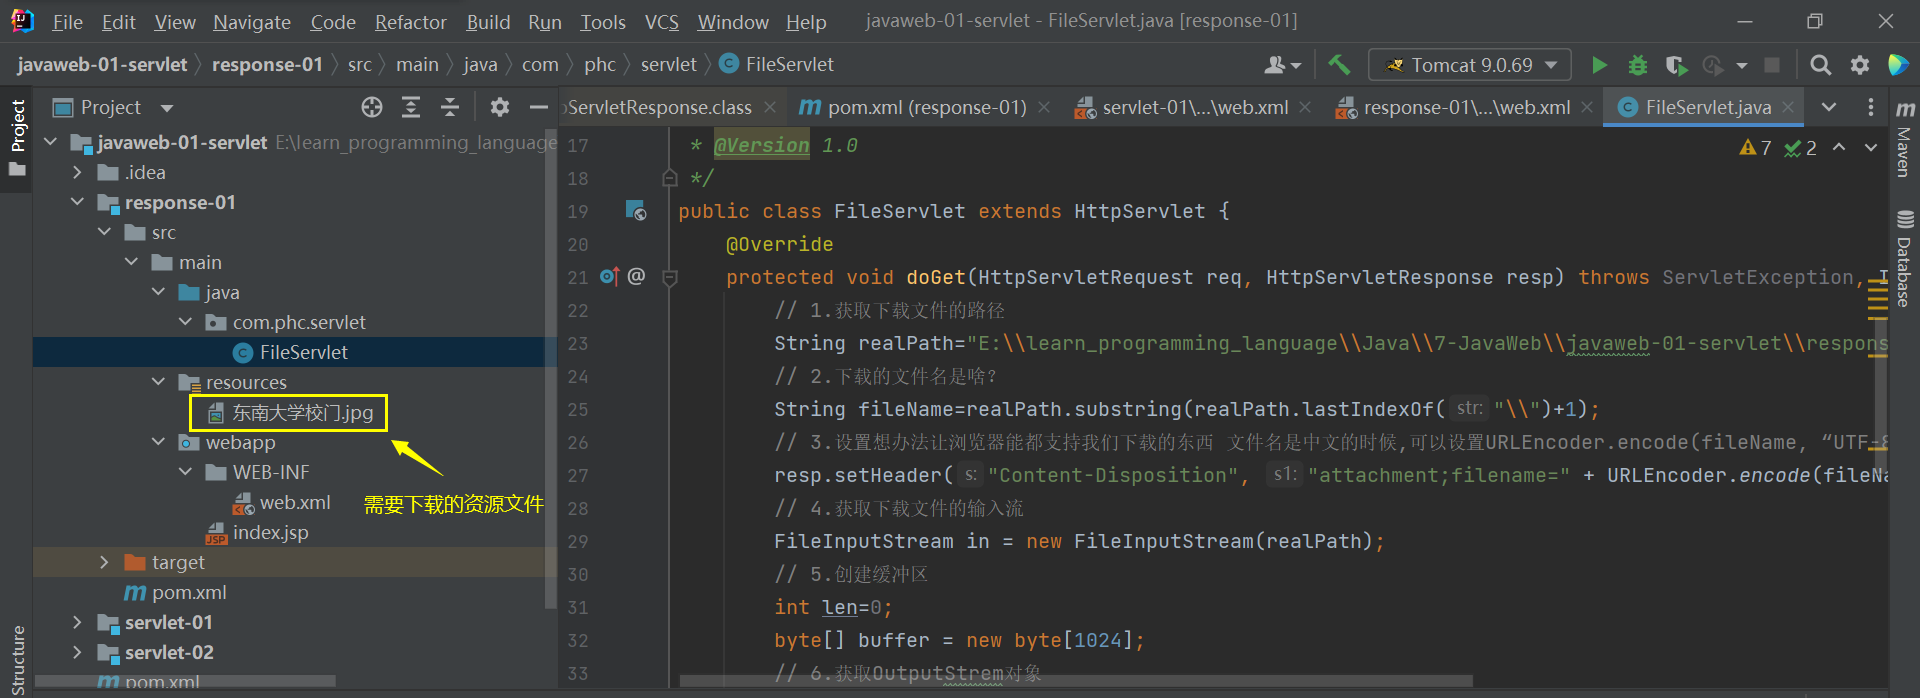 File Edit View Navigate Code Refactor Build Run Tools VCS Window Help javaweb-01-servlet - FileServlet.java [response-01]
javaweb-01-servlet response-01 src main java com phc servlet FileServlet Tomcat 9.0.69
Project
pServletResponse.class pom.xml (response-01) servlet-01\...\web.xml response-01\...\web.xml FileServlet.java
Project
javaweb-01-servlet E:\learn_programming_language
.idea
response-01
src
main
java
com.phc.servlet
FileServlet
resources
东南大学校门.jpg
webapp
WEB-INF
web.xml
需要下载的资源文件
index.jsp
target
pom.xml
servlet-01
servlet-02
pom.xml
Structure
7 2
17 * @Version 1.0
18 */
19 public class FileServlet extends HttpServlet {
20 @Override
21 @ protected void doGet(HttpServletRequest req, HttpServletResponse resp) throws ServletException, I
22 // 1.获取下载文件的路径
23 String realPath="E:\\learn_programming_language\\Java\\7-JavaWeb\\javaweb-01-servlet\\respons
24 // 2.下载的文件名是啥?
25 String fileName=realPath.substring(realPath.lastIndexOf( str: "\\")+1);
26 // 3.设置想办法让浏览器能都支持我们下载的东西 文件名是中文的时候,可以设置URLEncoder.encode(fileName, “UTF-8
27 resp.setHeader( s: "Content-Disposition", s1: "attachment;filename=" + URLEncoder.encode(fileNa
28 // 4.获取下载文件的输入流
29 FileInputStream in = new FileInputStream(realPath);
30 // 5.创建缓冲区
31 int len=0;
32 byte[] buffer = new byte[1024];
33 // 6.获取OutputStrem对象
Maven
Database